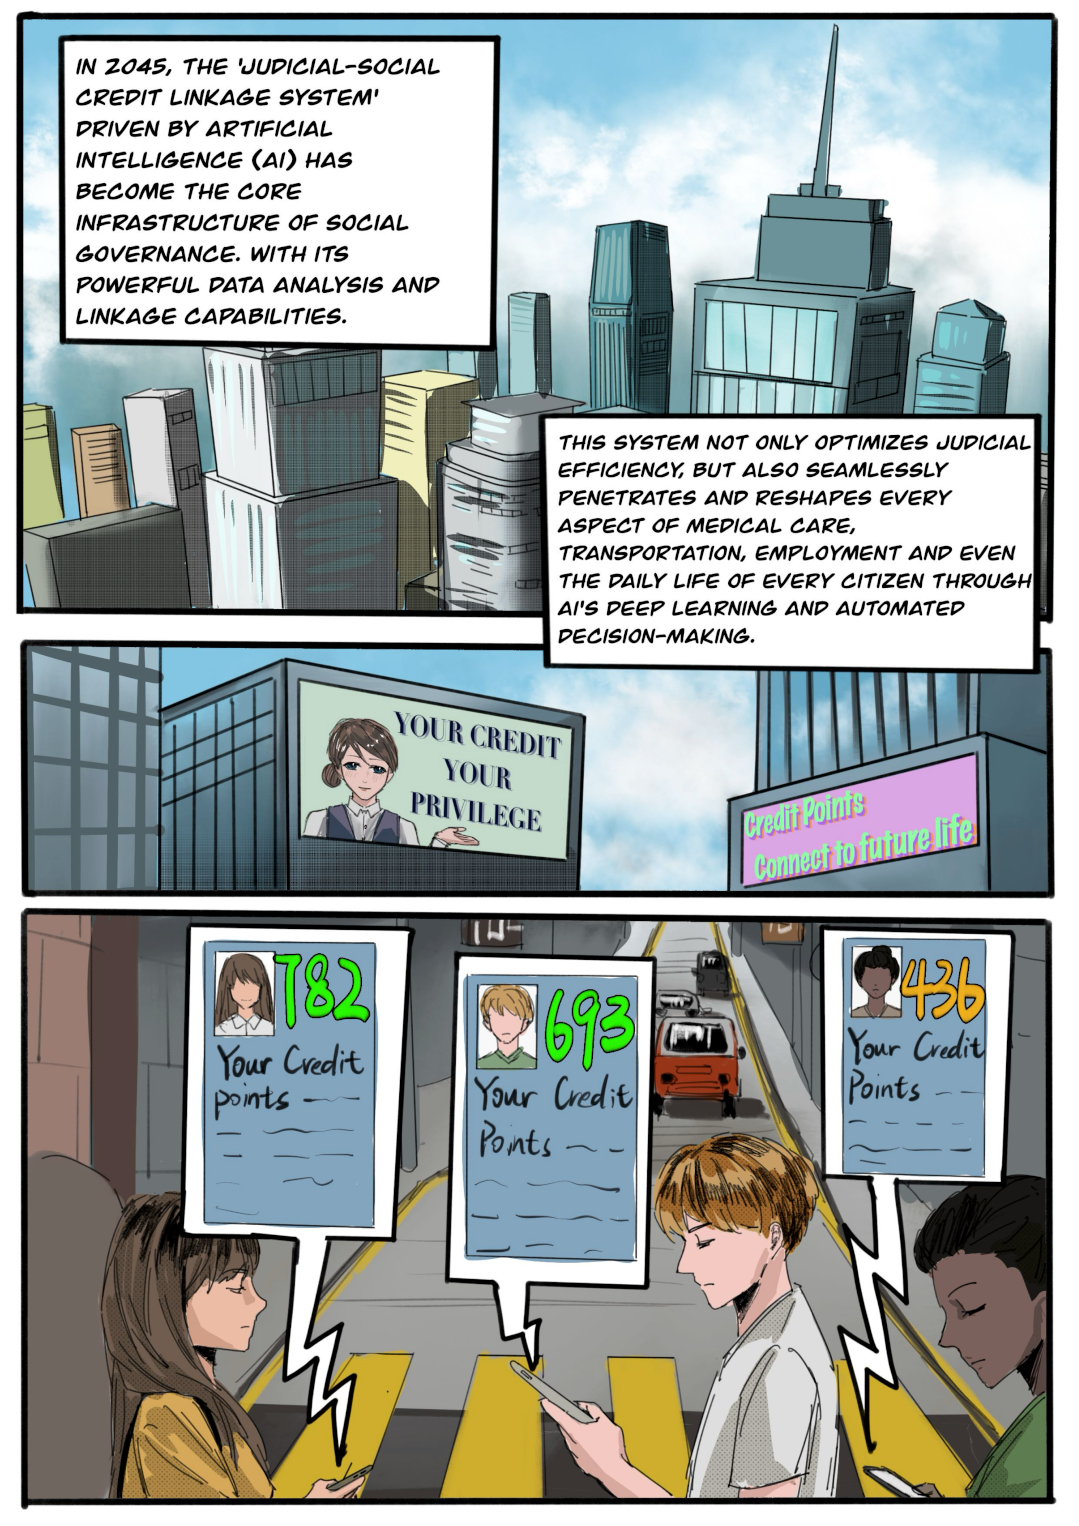 IN 2045, THE 'JUDICIAL-SOCIAL
CREDIT LINKAGE SYSTEM'
DRIVEN BY ARTIFICIAL
INTELLIGENCE (AI) HAS
BECOME THE CORE
INFRASTRUCTURE OF SOCIAL
GOVERNANCE. WITH ITS
POWERFUL DATA ANALYSIS AND
LINKAGE CAPABILITIES.
THIS SYSTEM NOT ONLY OPTIMIZES JUDICIAL
EFFICIENCY, BUT ALSO SEAMLESSLY
PENETRATES AND RESHAPES EVERY
ASPECT OF MEDICAL CARE,
TRANSPORTATION, EMPLOYMENT AND EVEN
THE DAILY LIFE OF EVERY CITIZEN THROUGH
AI'S DEEP LEARNING AND AUTOMATED
DECISION-MAKING.
YOUR CREDIT
YOUR
PRIVILEGE
Credit Points
Connect to future life
782
Your Credit
points
693
Your Credit
Points
436
Your Credit
Points